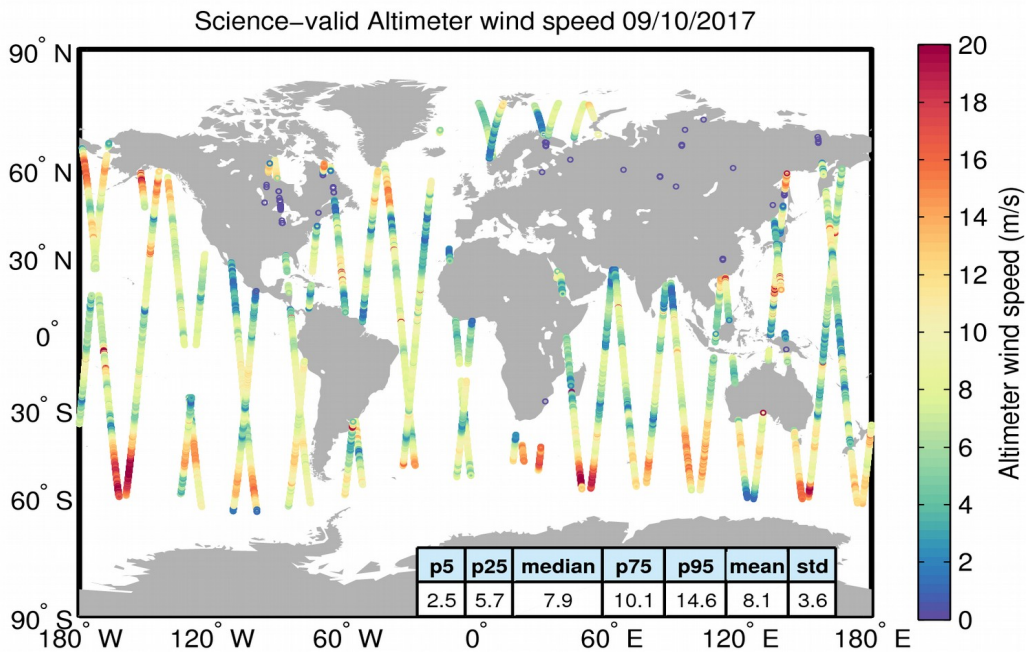 Science−valid Altimeter wind speed 09/10/2017
90° N
60° N
30° N
0°
30° S
60° S
90° S
180° W
120° W
60° W
0°
60° E
120° E
180° E
p5 p25 median p75 p95 mean std
2.5 5.7 7.9 10.1 14.6 8.1 3.6
20
18
16
14
12
10
8
6
4
2
0
Altimeter wind speed (m/s)